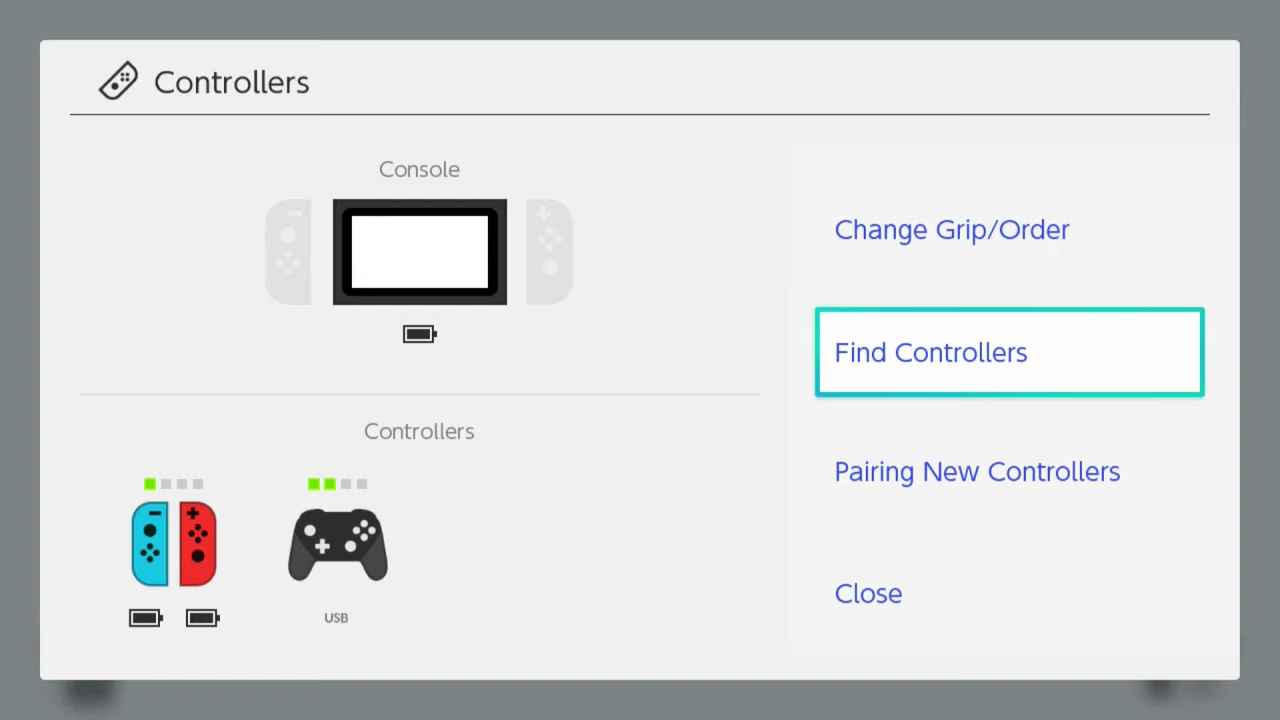 Controllers
Console
Change Grip/Order
Find Controllers
Controllers
Pairing New Controllers
Close
USB